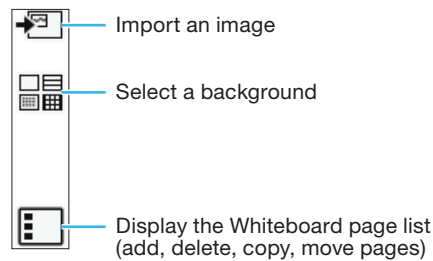 Import an image
Select a background
Display the Whiteboard page list
(add, delete, copy, move pages)